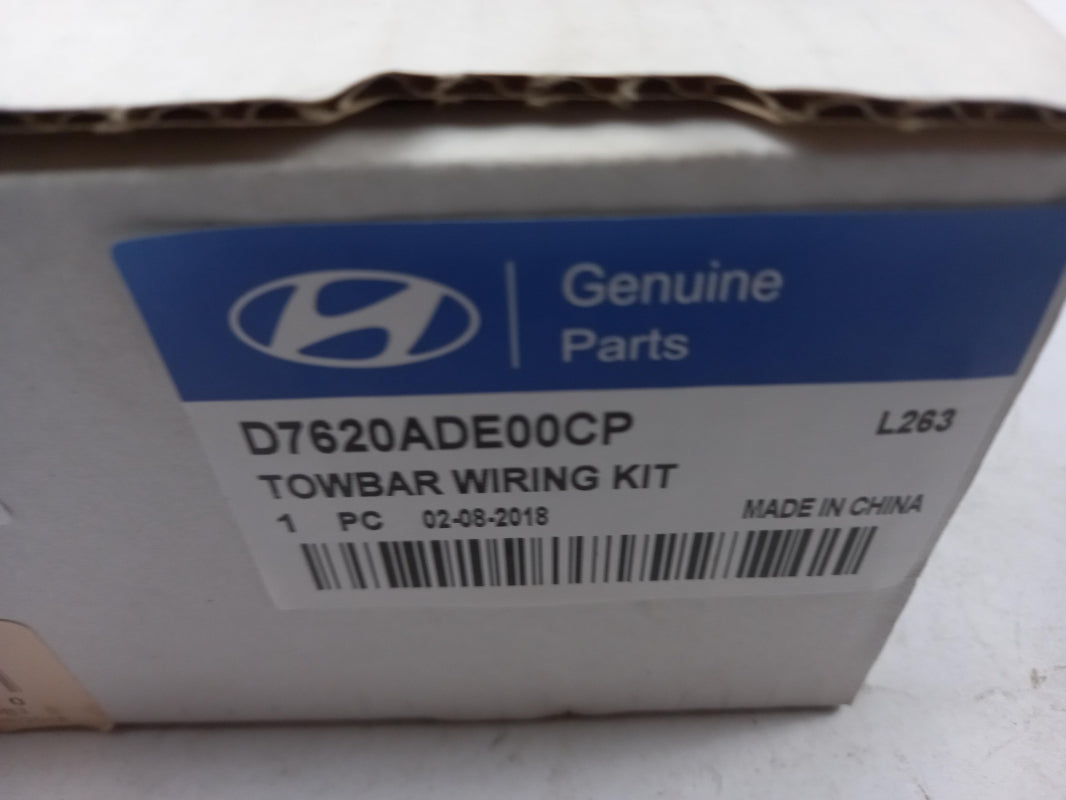 Genuine
Parts
D7620ADE00CP
L263
TOWBAR WIRING KIT
1 PC 02-08-2018
MADE IN CHINA